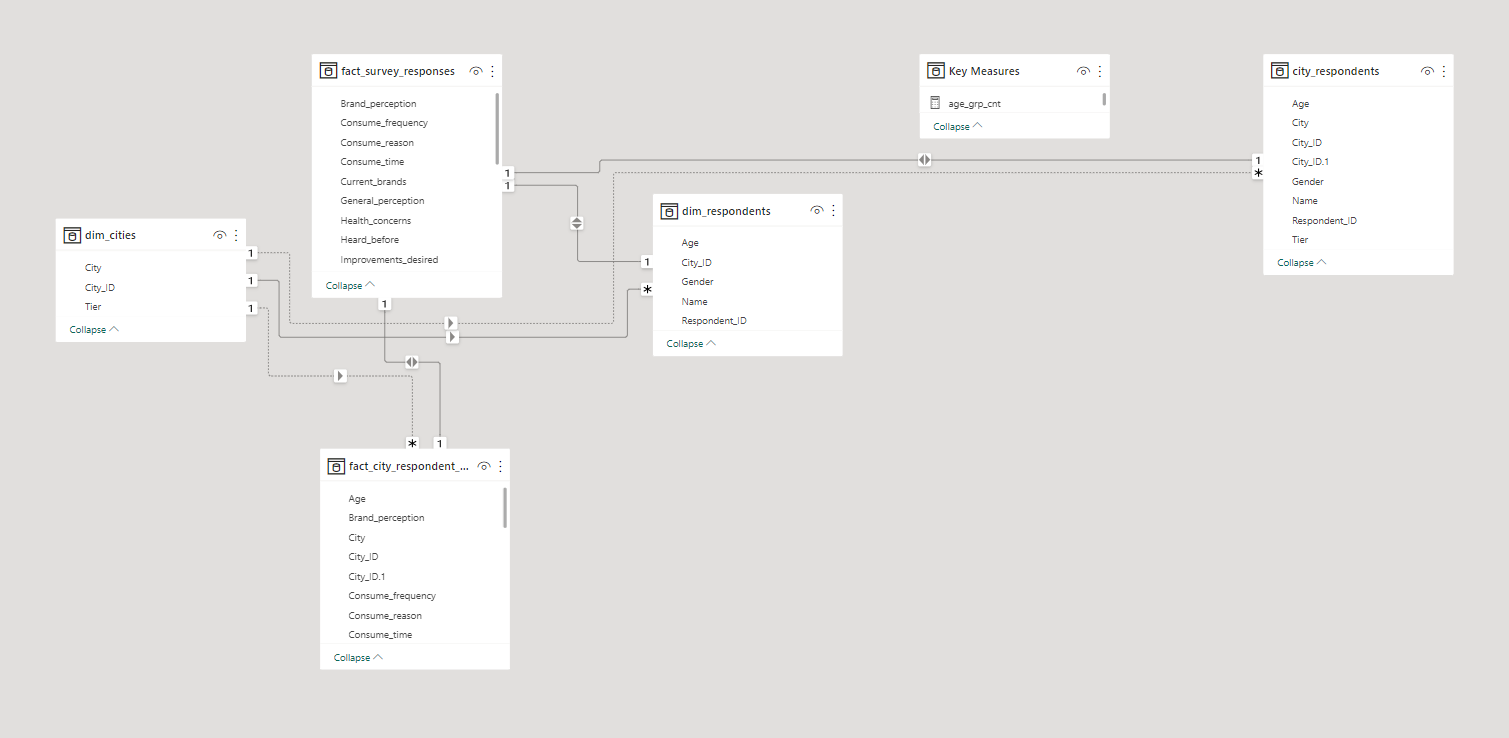 fact_survey_responses
Brand_perception
Consume_frequency
Consume_reason
Consume_time
Current_brands
General_perception
Health_concerns
Heard_before
Improvements_desired
Collapse
Key Measures
age_grp_cnt
Collapse
city_respondents
Age
City
City_ID
City_ID.1
Gender
Name
Respondent_ID
Tier
Collapse
dim_respondents
Age
City_ID
Gender
Name
Respondent_ID
Collapse
dim_cities
City
City_ID
Tier
Collapse
1
1
1
*
1
*
1
1
1
1
*
1
fact_city_respondent_...
Age
Brand_perception
City
City_ID
City_ID.1
Consume_frequency
Consume_reason
Consume_time
Collapse